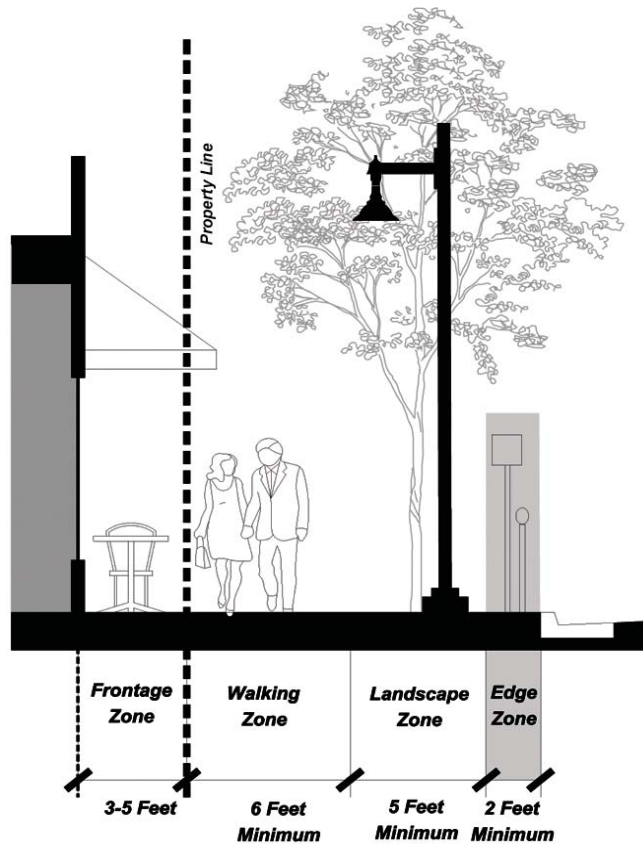 Property Line
Frontage
Zone
Walking
Zone
Landscape
Zone
Edge
Zone
3-5 Feet
6 Feet
Minimum
5 Feet
Minimum
2 Feet
Minimum